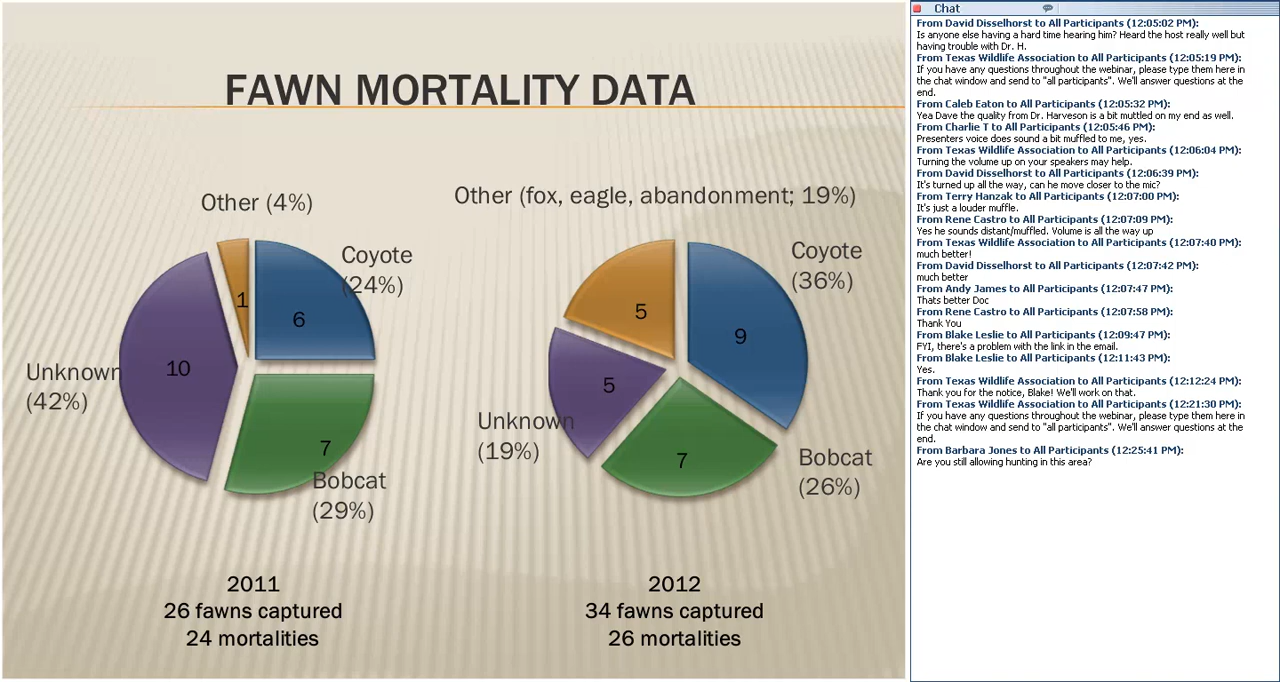 FAWN MORTALITY DATA
Other (4%)
Coyote
(24%)
1
6
10
Unknown
(42%)
7
Bobcat
(29%)
2011
26 fawns captured
24 mortalities
Other (fox, eagle, abandonment; 19%)
Coyote
(36%)
5
9
5
Unknown
(19%)
7
Bobcat
(26%)
2012
34 fawns captured
26 mortalities
Chat
From David Disselhorst to All Participants (12:05:02 PM):
Is anyone else having a hard time hearing him? Heard the host really well but
having trouble with Dr. H.
From Texas Wildlife Association to All Participants (12:05:19 PM):
If you have any questions throughout the webinar, please type them here in
the chat window and send to "all participants". We'll answer questions at the
end.
From Caleb Eaton to All Participants (12:05:32 PM):
Yea Dave the quality from Dr. Harveson is a bit muttled on my end as well.
From Charlie T to All Participants (12:05:46 PM):
Presenters voice does sound a bit muffled to me, yes.
From Texas Wildlife Association to All Participants (12:06:04 PM):
Turning the volume up on your speakers may help.
From David Disselhorst to All Participants (12:06:39 PM):
It's turned up all the way, can he move closer to the mic?
From Terry Hanzak to All Participants (12:07:00 PM):
It's just a louder muffle.
From Rene Castro to All Participants (12:07:09 PM):
Yes he sounds distant/muffled. Volume is all the way up
From Texas Wildlife Association to All Participants (12:07:40 PM):
much better!
From David Disselhorst to All Participants (12:07:42 PM):
much better
From Andy James to All Participants (12:07:47 PM):
Thats better Doc
From Rene Castro to All Participants (12:07:58 PM):
Thank You
From Blake Leslie to All Participants (12:09:47 PM):
FYI, there's a problem with the link in the email.
From Blake Leslie to All Participants (12:11:43 PM):
Yes.
From Texas Wildlife Association to All Participants (12:12:24 PM):
Thank you for the notice, Blake! We'll work on that.
From Texas Wildlife Association to All Participants (12:21:30 PM):
If you have any questions throughout the webinar, please type them here in
the chat window and send to "all participants". We'll answer questions at the
end.
From Barbara Jones to All Participants (12:25:41 PM):
Are you still allowing hunting in this area?